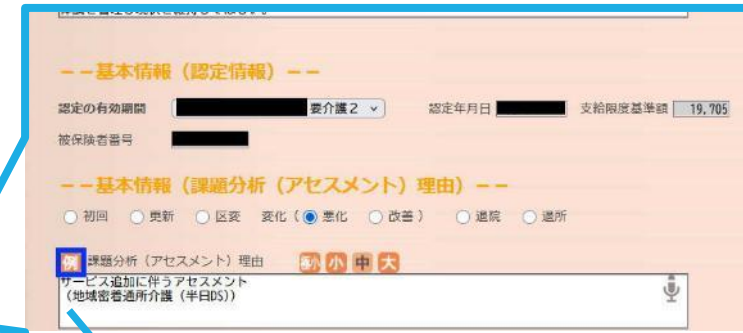 －－基本情報（認定情報）－－
認定の有効期間 要介護２ 認定年月日 支給限度基準額 19,705
被保険者番号
－－基本情報（課題分析（アセスメント）理由）－－
初回 更新 区変 変化（ 悪化 改善） 退院 退所
例 課題分析（アセスメント）理由 極小 小 中 大
サービス追加に伴うアセスメント
（地域密着通所介護（半日DS））